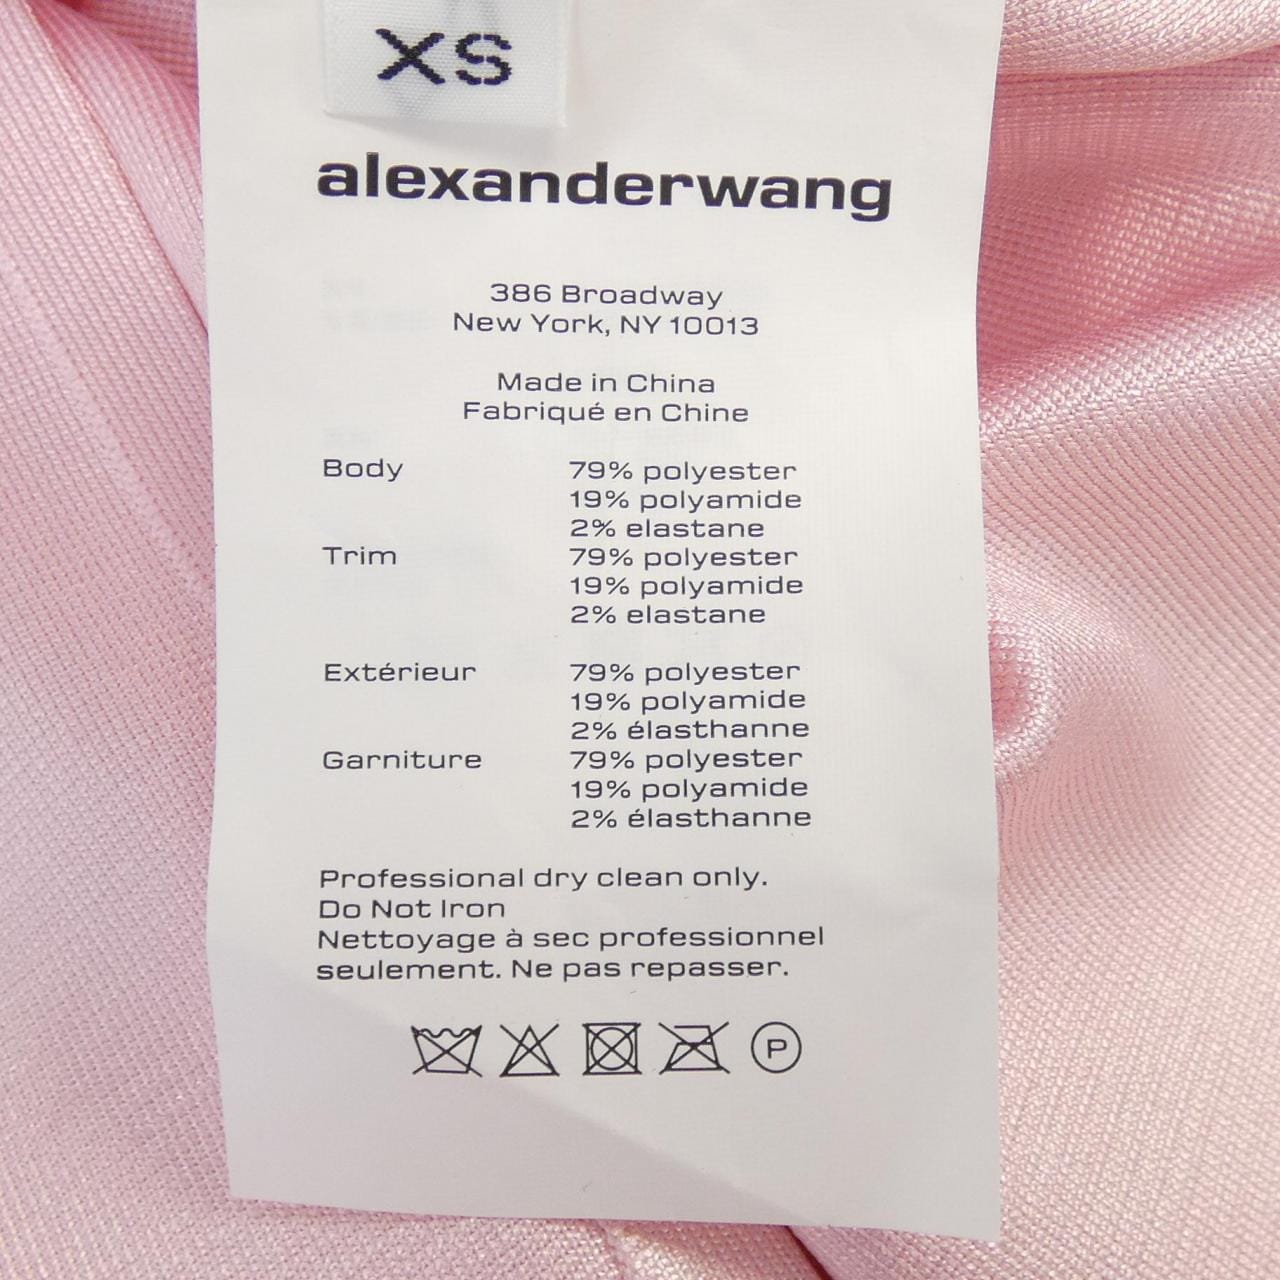 XS
alexanderwang
386 Broadway
New York, NY 10013
Made in China
Fabriqué en Chine
Body 79% polyester
19% polyamide
2% elastane
Trim 79% polyester
19% polyamide
2% elastane
Extérieur 79% polyester
19% polyamide
2% élasthanne
Garniture 79% polyester
19% polyamide
2% élasthanne
Professional dry clean only.
Do Not Iron
Nettoyage à sec professionnel
seulement. Ne pas repasser.
P